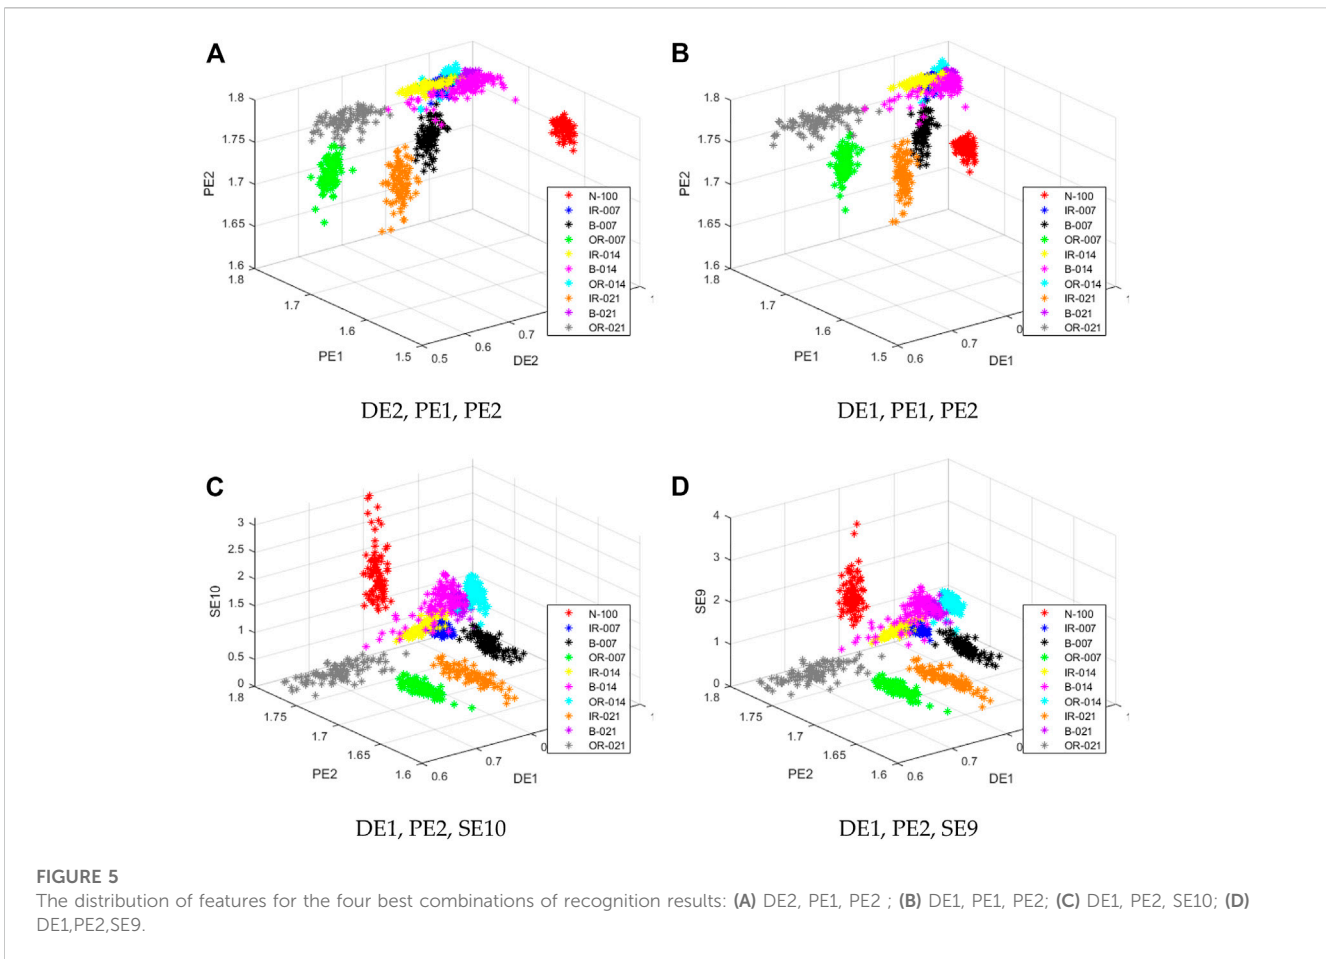 A
1.8
1.75
1.7
1.65
1.6
PE2
1.8
1.7
1.6
1.5
PE1
0.5
0.6
0.7
DE2
N-100
IR-007
B-007
OR-007
IR-014
B-014
OR-014
IR-021
B-021
OR-021
DE2, PE1, PE2
B
1.8
1.75
1.7
1.65
1.6
PE2
1.8
1.7
1.6
1.5
PE1
0.6
0.7
DE1
N-100
IR-007
B-007
OR-007
IR-014
B-014
OR-014
IR-021
B-021
OR-021
DE1, PE1, PE2
C
3
2.5
2
1.5
1
0.5
0
SE10
1.8
1.75
1.7
1.65
1.6
PE2
0.6
0.7
DE1
N-100
IR-007
B-007
OR-007
IR-014
B-014
OR-014
IR-021
B-021
OR-021
DE1, PE2, SE10
D
4
3
2
1
0
SE9
1.8
1.75
1.7
1.65
1.6
PE2
0.6
0.7
DE1
N-100
IR-007
B-007
OR-007
IR-014
B-014
OR-014
IR-021
B-021
OR-021
DE1, PE2, SE9
FIGURE 5
The distribution of features for the four best combinations of recognition results: (A) DE2, PE1, PE2 ; (B) DE1, PE1, PE2; (C) DE1, PE2, SE10; (D)
DE1,PE2,SE9.